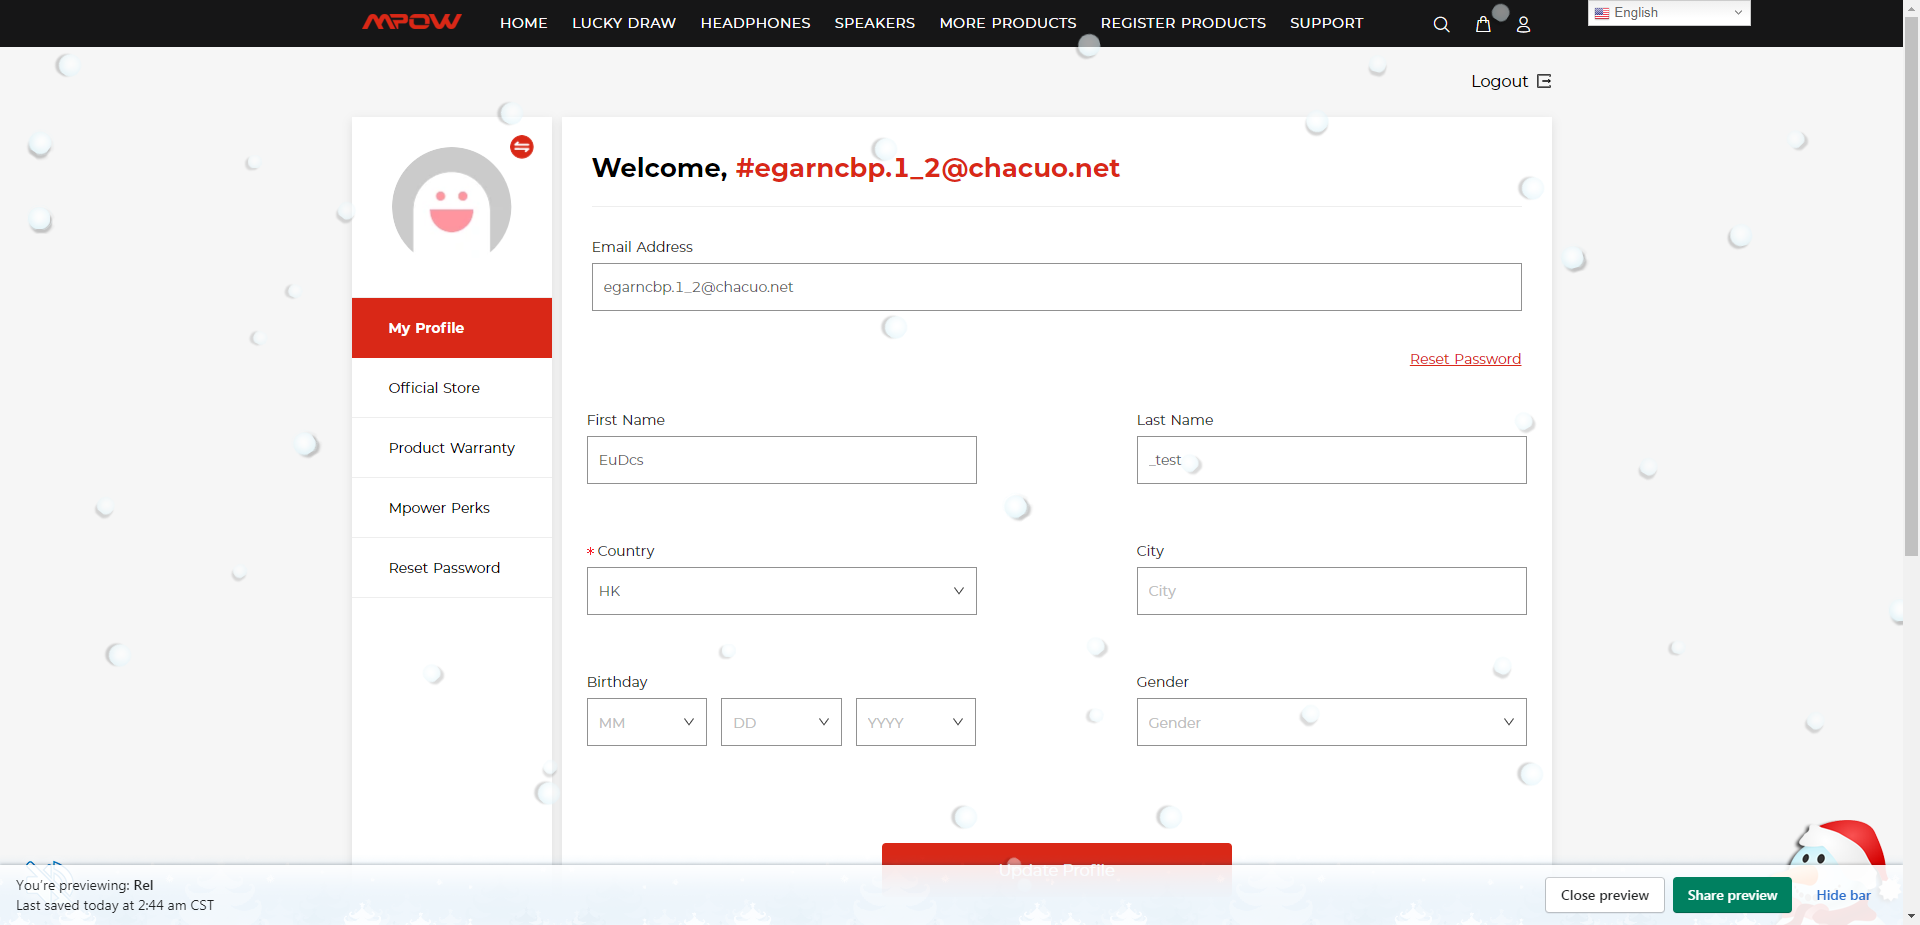 MPOW HOME LUCKY DRAW HEADPHONES SPEAKERS MORE PRODUCTS REGISTER PRODUCTS SUPPORT English
Logout
Welcome, #egarncbp.1_2@chacuo.net
Email Address
egarncbp.1_2@chacuo.net
My Profile
Reset Password
Official Store
First Name Last Name
Product Warranty
EuDcs _test
Mpower Perks
*Country City
Reset Password
HK City
Birthday Gender
MM DD YYYY Gender
Update Profile
You're previewing: Rel
Last saved today at 2:44 am CST
Close preview Share preview Hide bar